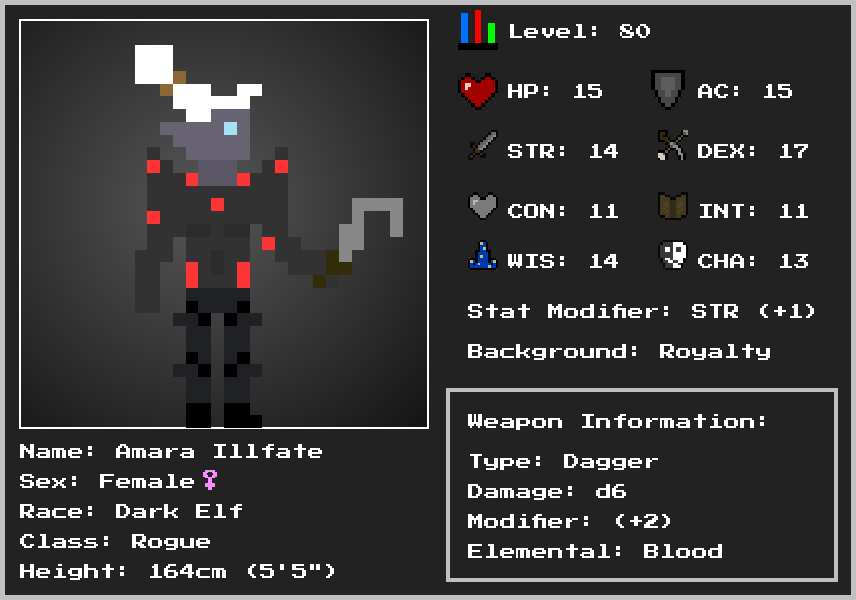 Level: 80
HP: 15 AC: 15
STR: 14 DEX: 17
CON: 11 INT: 11
WIS: 14 CHA: 13
Stat Modifier: STR (+1)
Background: Royalty
Name: Amara Illfate
Sex: Female♀
Race: Dark Elf
Class: Rogue
Height: 164cm (5'5")
Weapon Information:
Type: Dagger
Damage: d6
Modifier: (+2)
Elemental: Blood